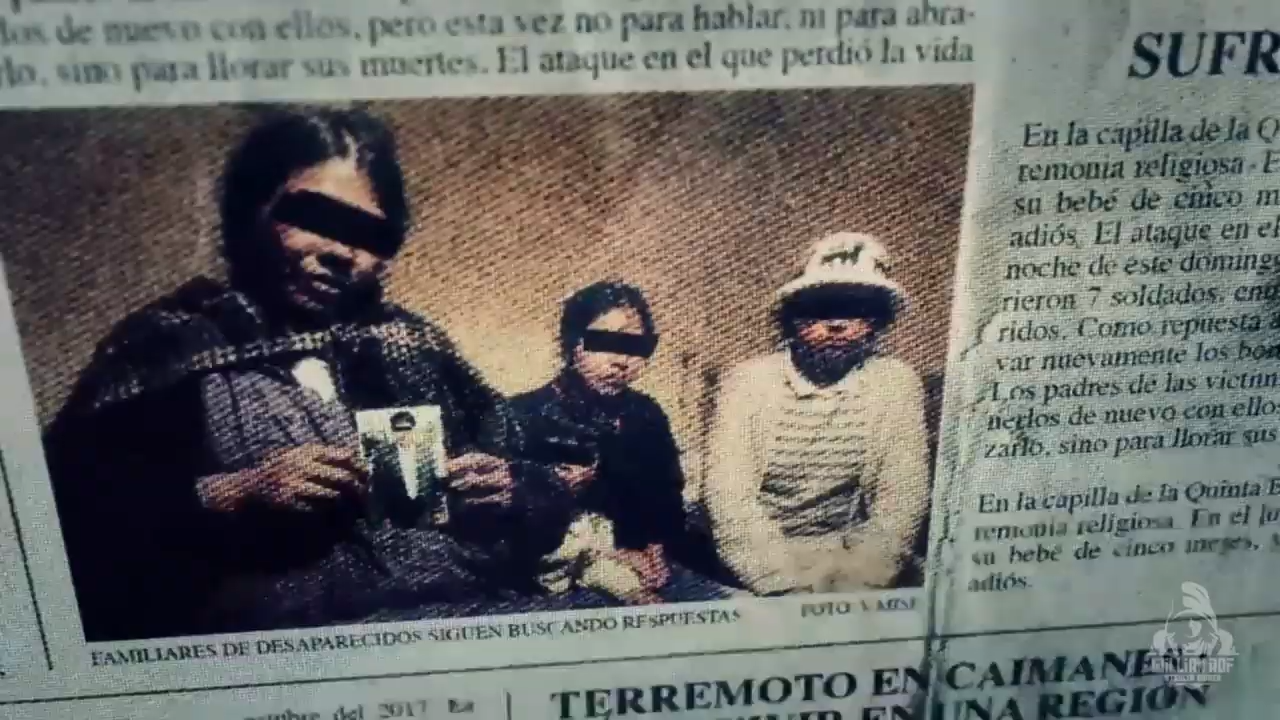 de nuevo con ellos, pero esta vez no para hablar, ni para abra-
sino para llorar sus muertes. El ataque en el que perdió la vida
FAMILIARES DE DESAPARECIDOS SIGUEN BUSCANDO RESPUESTAS
FOTO
del 2017
SUFR
En la capilla de la Q
remonia religiosa - E
su bebé de cinco m
adiós. El ataque en el
noche de este doming
rieron 7 soldados, en
ridos. Como repuesta a
var nuevamente los
Los padres de las
nerlos de nuevo con ello
zarlo, sino para llorar sus
En la capilla de la Quinta
remonia religiosa. En el lu
su bebé de cinco meses,
adiós.
TERREMOTO EN CAIMANE
EN UNA REGIÓN